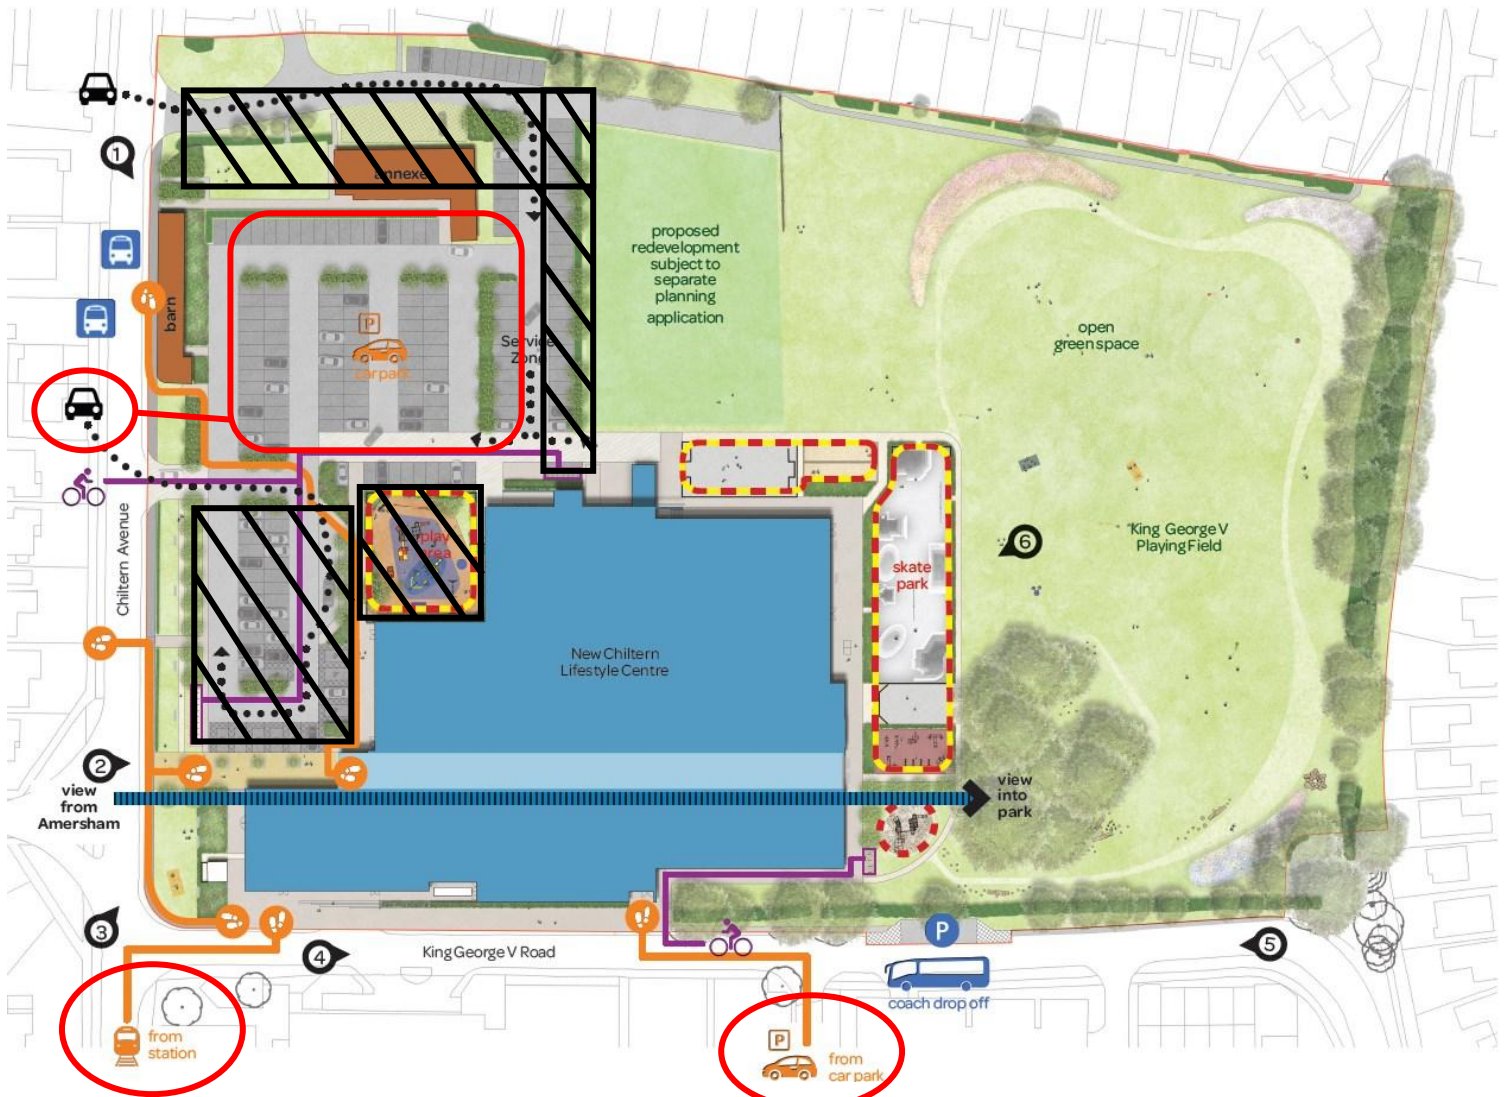 1
annexe
barn
P
car park
Service
Zone
proposed
redevelopment
subject to
separate
planning
application
open
green space
King George V
Playing Field
6
Chiltern Avenue
play
area
skate
park
New Chiltern
Lifestyle Centre
2
view
from
Amersham
view
into
park
3
4
King George V Road
P
5
coach drop off
from
station
P
from
car park